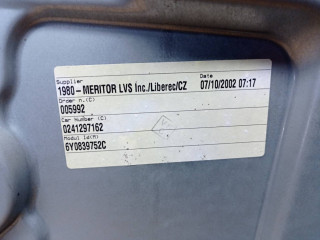 Supplier Date
1980-MERITOR LVS Inc./Liberec/CZ 07/10/2002 07:17
Order n.(E)
005992
Car Number (C)
0241297162
Modul Id(M)
6Y0839752C